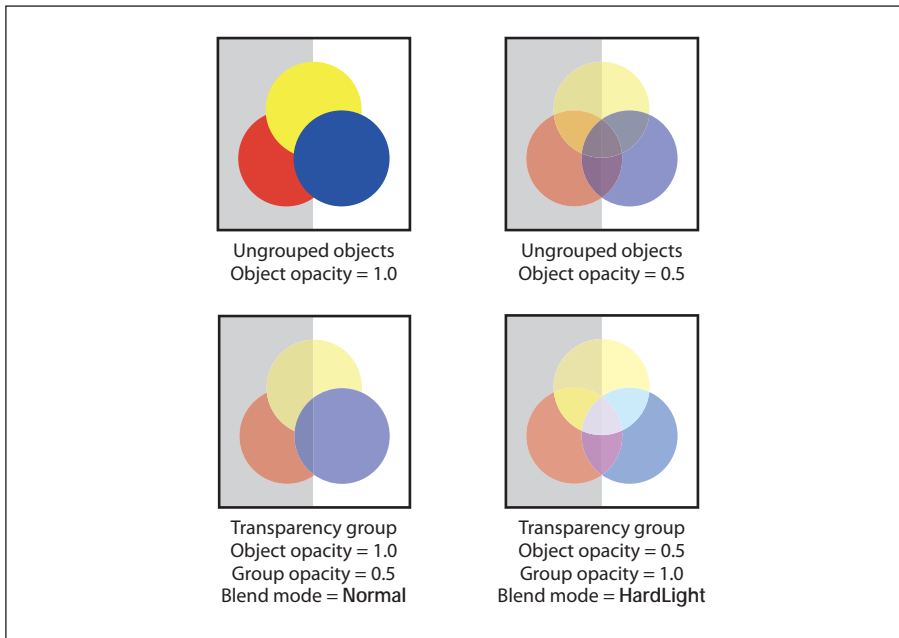 Ungrouped objects
Object opacity = 1.0
Ungrouped objects
Object opacity = 0.5
Transparency group
Object opacity = 1.0
Group opacity = 0.5
Blend mode = Normal
Transparency group
Object opacity = 0.5
Group opacity = 1.0
Blend mode = HardLight